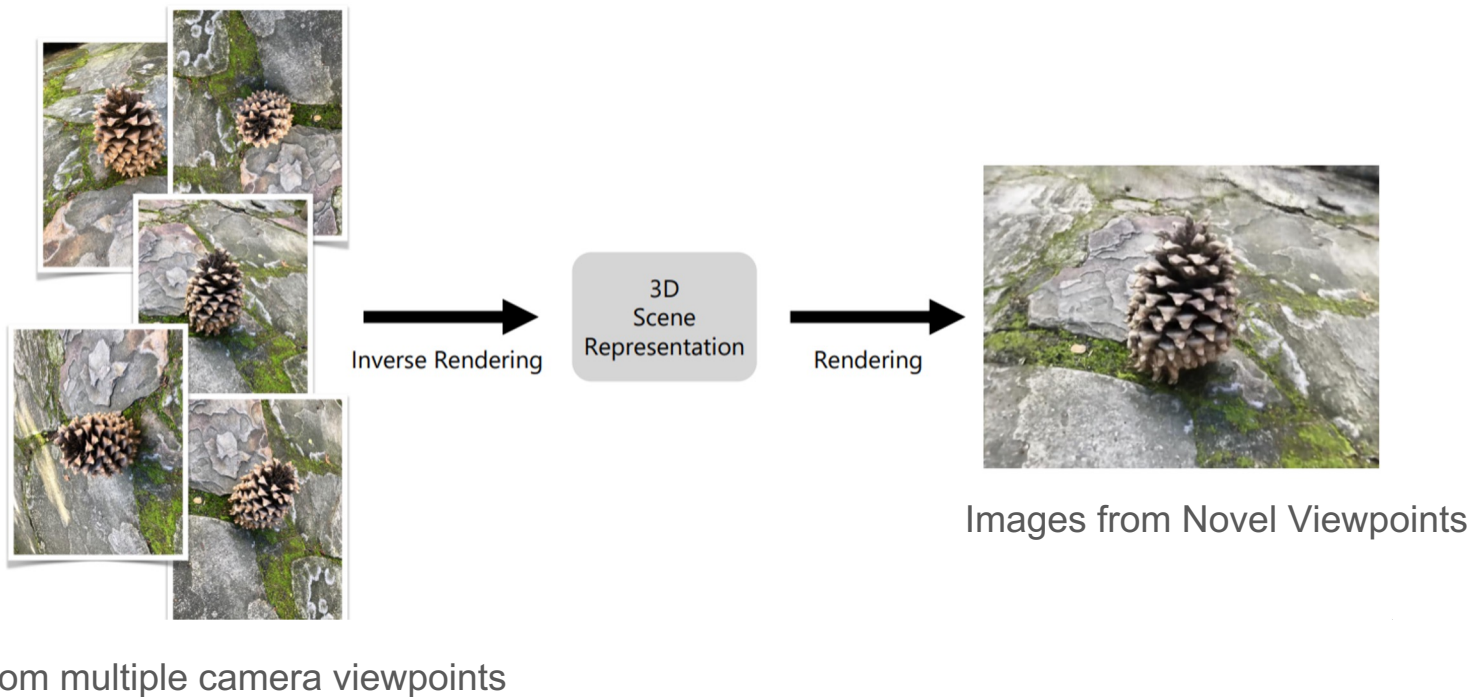 Inverse Rendering
3D
Scene
Representation
Rendering
Images from Novel Viewpoints
om multiple camera viewpoints